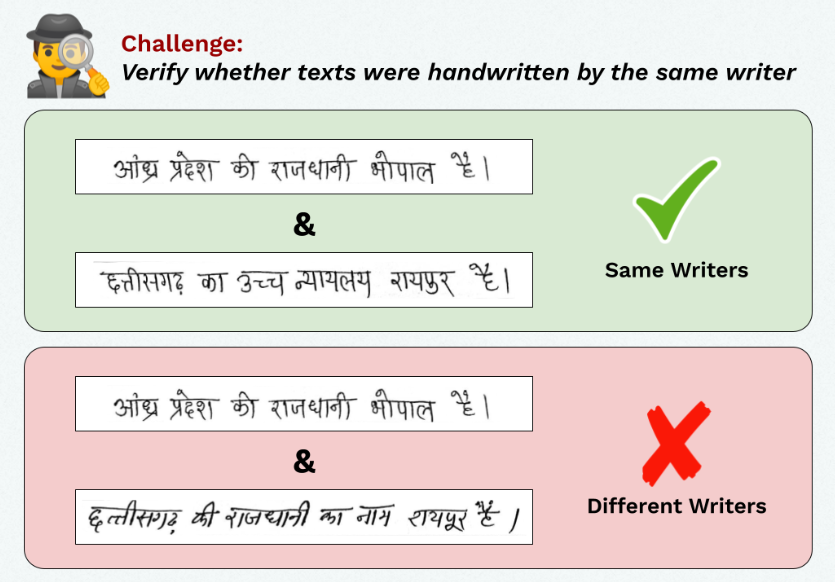 Challenge:
Verify whether texts were handwritten by the same writer
आंध्र प्रदेश की राजधानी भोपाल है।
&
छत्तीसगढ़ का उच्च न्यायलय रायपुर है।
Same Writers
आंध्र प्रदेश की राजधानी भोपाल है।
&
छत्तीसगढ़ की राजधानी का नाम रायपूर है।
Different Writers